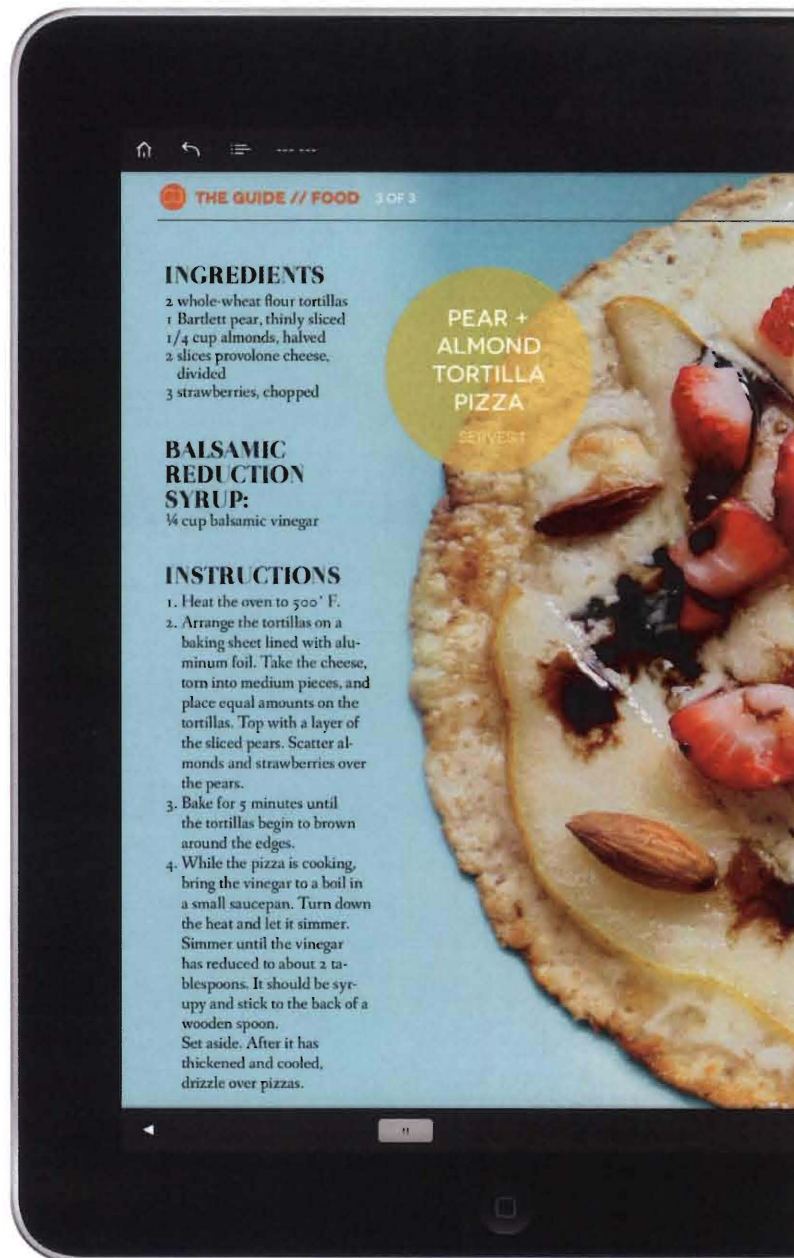 THE GUIDE // FOOD 3 OF 3
INGREDIENTS
2 whole-wheat flour tortillas
1 Bartlett pear, thinly sliced
1/4 cup almonds, halved
2 slices provolone cheese,
divided
3 strawberries, chopped
BALSAMIC
REDUCTION
SYRUP:
¼ cup balsamic vinegar
INSTRUCTIONS
1. Heat the oven to 500° F.
2. Arrange the tortillas on a
baking sheet lined with alu-
minum foil. Take the cheese,
torn into medium pieces, and
place equal amounts on the
tortillas. Top with a layer of
the sliced pears. Scatter al-
monds and strawberries over
the pears.
3. Bake for 5 minutes until
the tortillas begin to brown
around the edges.
4. While the pizza is cooking,
bring the vinegar to a boil in
a small saucepan. Turn down
the heat and let it simmer.
Simmer until the vinegar
has reduced to about 2 ta-
blespoons. It should be syr-
upy and stick to the back of a
wooden spoon.
Set aside. After it has
thickened and cooled,
drizzle over pizzas.
PEAR +
ALMOND
TORTILLA
PIZZA
SERVES 1